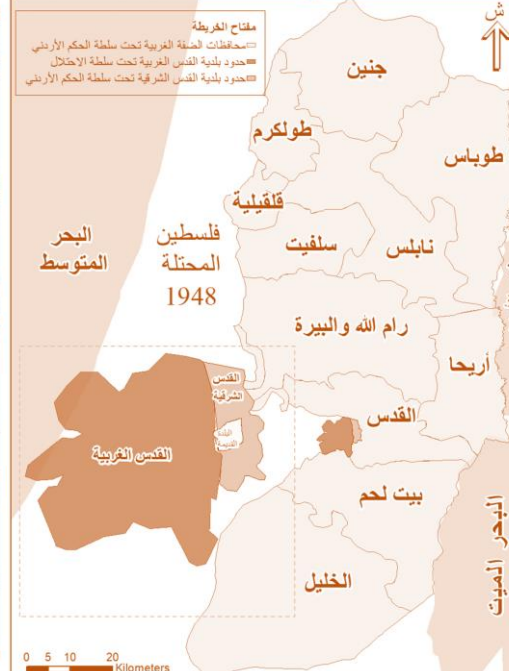 مفتاح الخريطة
محافظات الضفة الغربية تحت سلطة الحكم الأردني
حدود بلدية القدس الغربية تحت سلطة الاحتلال
حدود بلدية القدس الشرقية تحت سلطة الحكم الأردني
ش
جنين
طولكرم
طوباس
قلقيلية
البحر
المتوسط
فلسطين
المحتلة
1948
سلفيت
نابلس
رام الله والبيرة
أريحا
القدس
الشرقية
البلدة
القديمة
القدس الغربية
القدس
بيت لحم
الخليل
البحر الميت
0 5 10 20
Kilometers